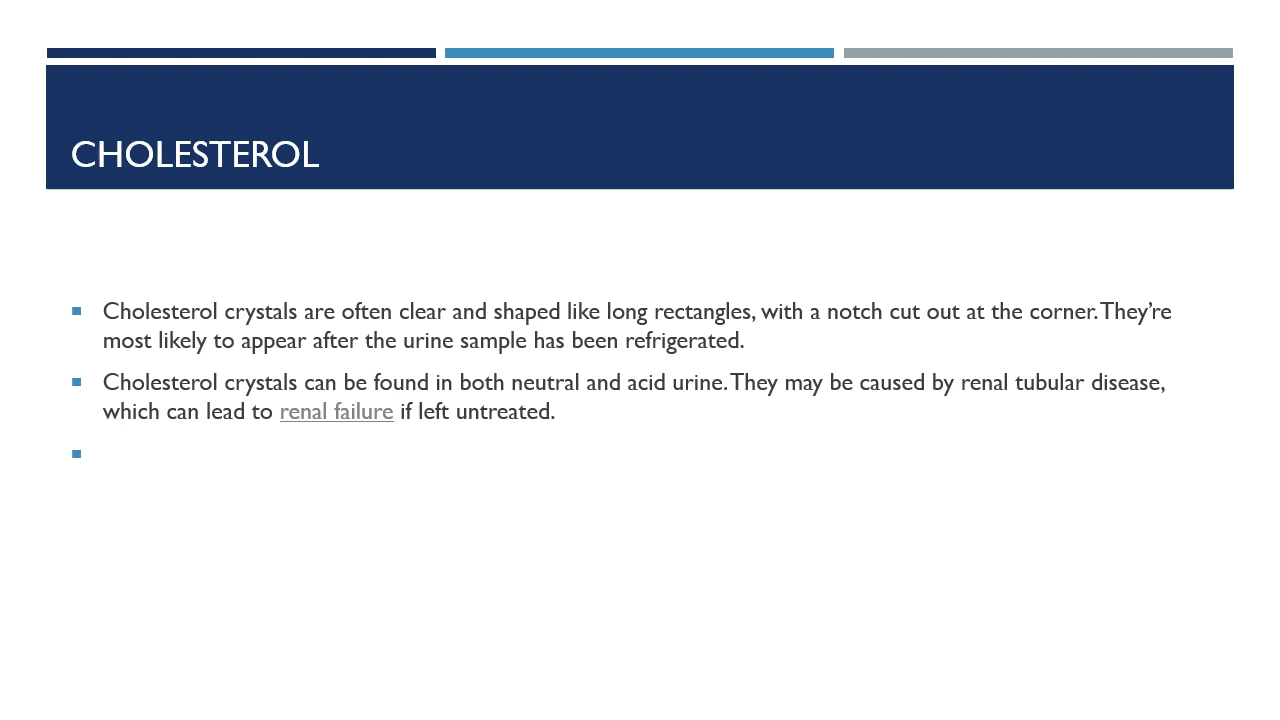 CHOLESTEROL
Cholesterol crystals are often clear and shaped like long rectangles, with a notch cut out at the corner. They’re
most likely to appear after the urine sample has been refrigerated.
Cholesterol crystals can be found in both neutral and acid urine. They may be caused by renal tubular disease,
which can lead to renal failure if left untreated.